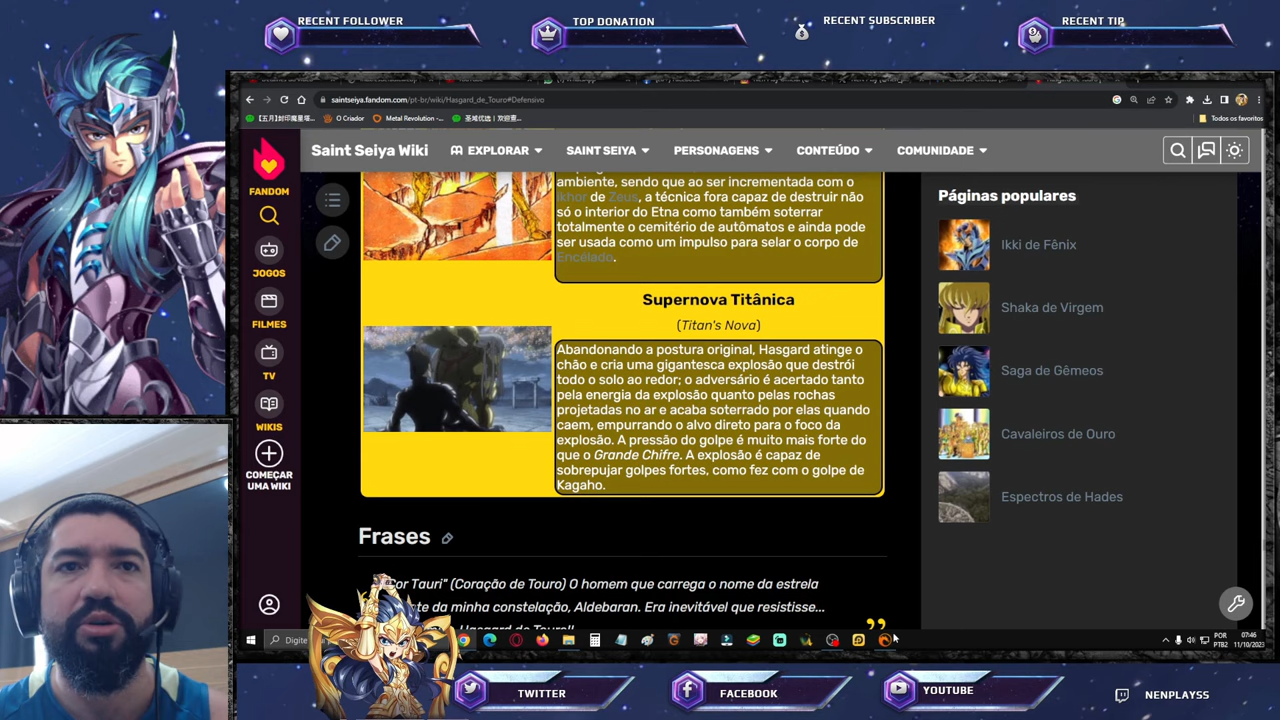 RECENT FOLLOWER
TOP DONATION
RECENT SUBSCRIBER
RECENT TIP
saintseiya.fandom.com/pt-br/wiki/Hasgard_de_Touro#Defensivo
O Criador
Metal Revolution -...
Todos os favoritos
FANDOM
JOGOS
FILMES
TV
WIKIS
COMEÇAR
UMA WIKI
Saint Seiya Wiki
EXPLORAR
SAINT SEIYA
PERSONAGENS
CONTEÚDO
COMUNIDADE
ambiente, sendo que ao ser incrementada com o
Ikhor de Zeus, a técnica fora capaz de destruir não
só o interior do Etna como também soterrar
totalmente o cemitério de autômatos e ainda pode
ser usada como um impulso para selar o corpo de
Encélado.
Supernova Titânica
(Titan's Nova)
Abandonando a postura original, Hasgard atinge o
chão e cria uma gigantesca explosão que destrói
todo o solo ao redor; o adversário é acertado tanto
pela energia da explosão quanto pelas rochas
projetadas no ar e acaba soterrado por elas quando
caem, empurrando o alvo direto para o foco da
explosão. A pressão do golpe é muito mais forte do
que o Grande Chifre. A explosão é capaz de
sobrepujar golpes fortes, como fez com o golpe de
Kagaho.
Frases
Cor Tauri" (Coração de Touro) O homem que carrega o nome da estrela
da minha constelação, Aldebaran. Era inevitável que resistisse...
Páginas populares
Ikki de Fênix
Shaka de Virgem
Saga de Gêmeos
Cavaleiros de Ouro
Espectros de Hades
Digite
POR
PTB2
07:46
11/10/2023
TWITTER
FACEBOOK
YOUTUBE
NENPLAYSS